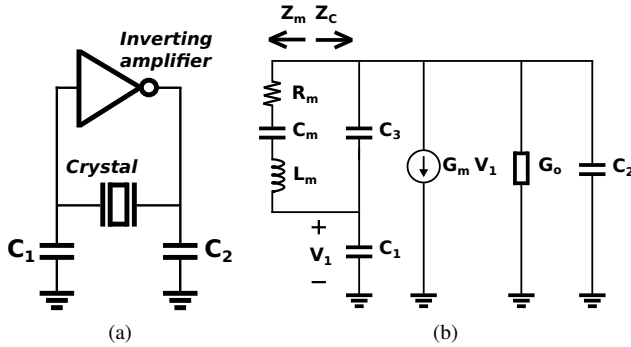 Inverting
amplifier
Crystal
C1
C2
(a)
Zm ZC
Rm
Cm
Lm
C3
+
V1
−
C1
Gm V1
Go
C2
(b)